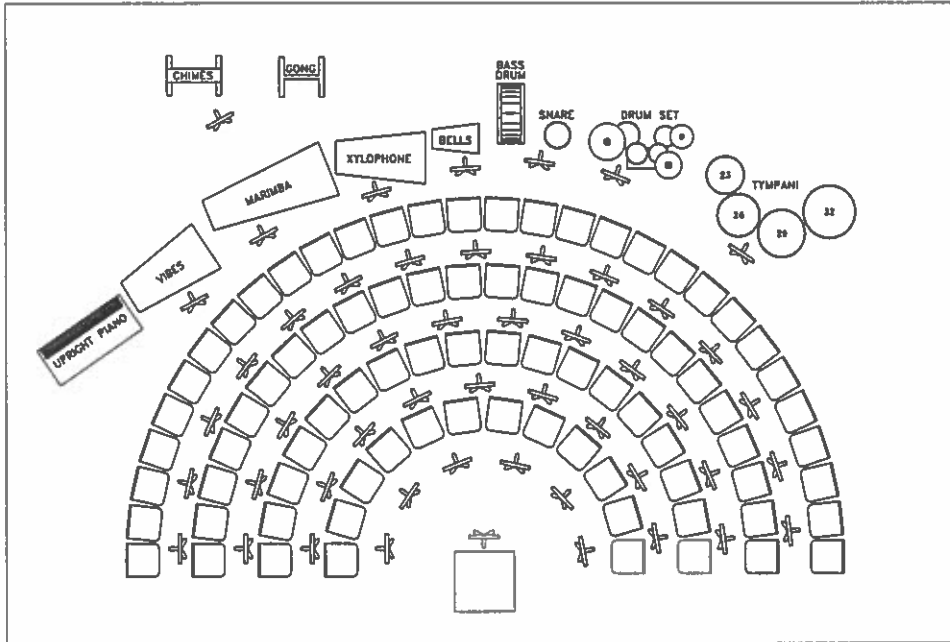 CHIMES
GONG
BASS
DRUM
SNARE
DRUM SET
BELLS
XYLOPHONE
MARIMBA
TYMPANI
23
26
29
32
VIBES
UPRIGHT PIANO